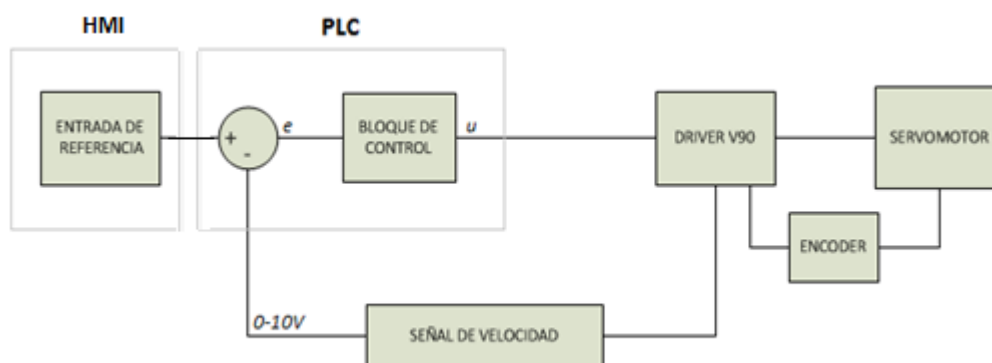 HMI
PLC
ENTRADA DE
REFERENCIA
+
-
e
BLOQUE DE
CONTROL
u
DRIVER V90
SERVOMOTOR
ENCODER
0-10V
SEÑAL DE VELOCIDAD